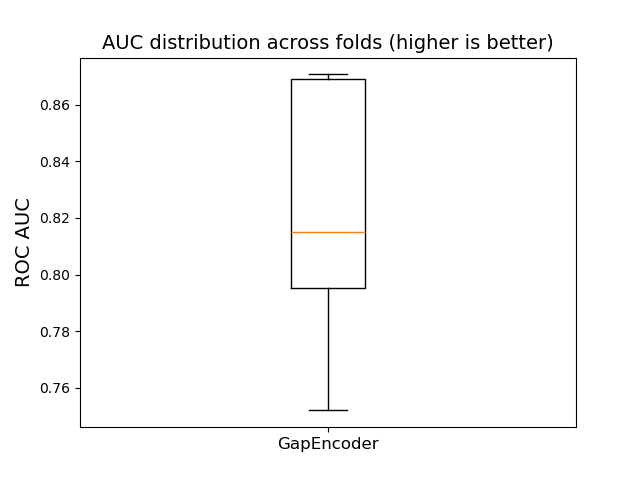 AUC distribution across folds (higher is better)
ROC AUC
0.86
0.84
0.82
0.80
0.78
0.76
GapEncoder